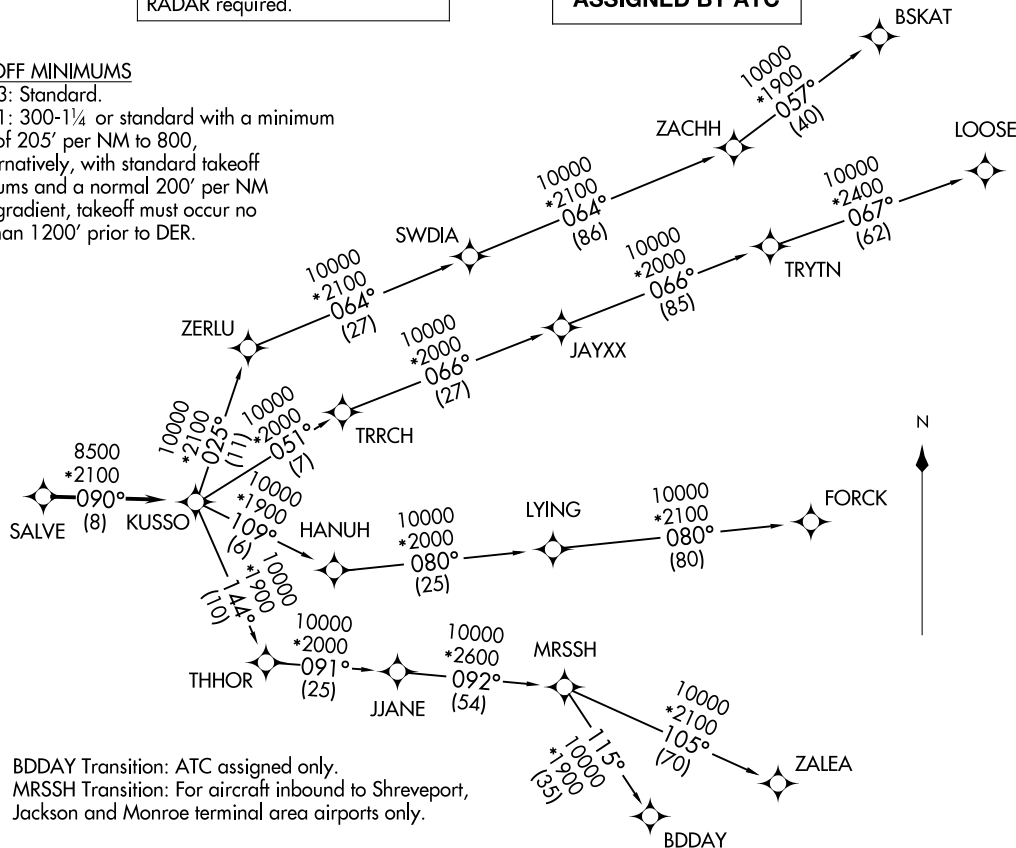 RADAR required.
ASSIGNED BY ATC
OFF MINIMUMS
3: Standard.
1: 300-1¼ or standard with a minimum
of 205' per NM to 800,
rnatively, with standard takeoff
ums and a normal 200' per NM
gradient, takeoff must occur no
han 1200' prior to DER.
BSKAT
10000
*1900
057°
(40)
ZACHH
LOOSE
10000
*2400
067°
(62)
10000
*2100
064°
(86)
SWDIA
TRYTN
10000
*2000
066°
(85)
10000
*2100
064°
(27)
ZERLU
JAYXX
10000
*2000
066°
(27)
TRRCH
10000
*2100
025°
(11)
10000
*2000
051°
(7)
N
8500
*2100
090°
(8)
SALVE
KUSSO
10000
*1900
109°
(6)
HANUH
10000
*2000
080°
(25)
LYING
10000
*2100
080°
(80)
FORCK
10000
*1900
144°
(10)
THHOR
10000
*2000
091°
(25)
JJANE
10000
*2600
092°
(54)
MRSSH
10000
*2100
105°
(70)
ZALEA
115°
10000
*1900
(35)
BDDAY
BDDAY Transition: ATC assigned only.
MRSSH Transition: For aircraft inbound to Shreveport,
Jackson and Monroe terminal area airports only.